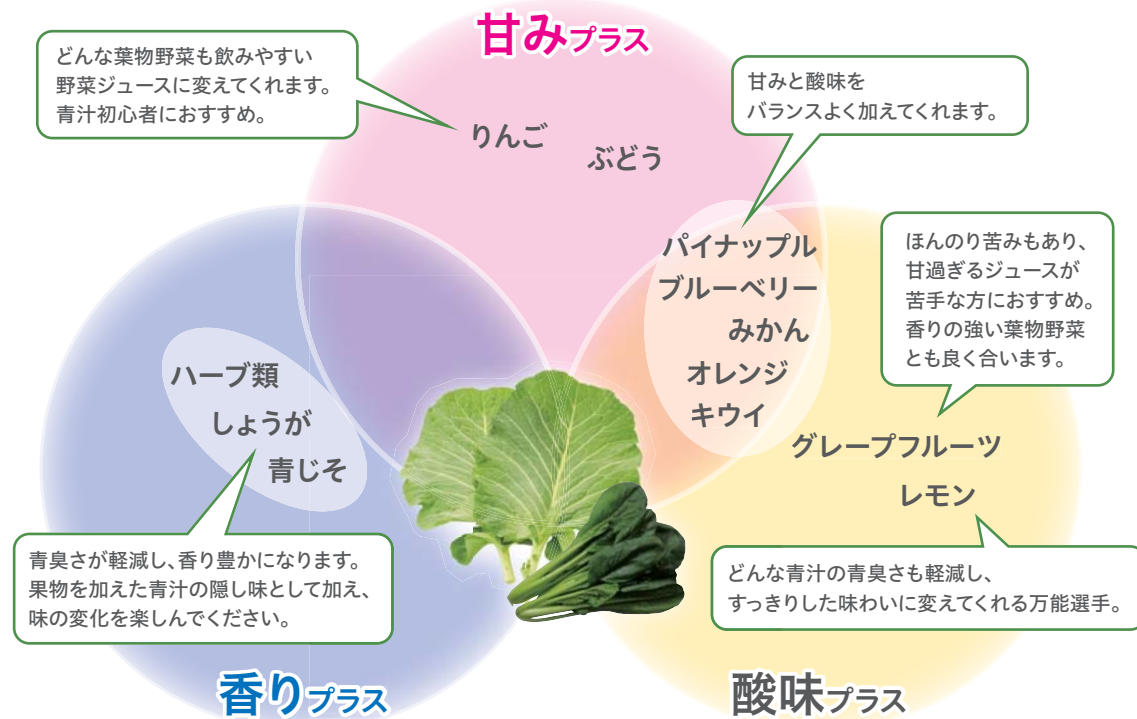 甘みプラス
どんな葉物野菜も飲みやすい
野菜ジュースに変えてくれます。
青汁初心者におすすめ。
りんご
ぶどう
甘みと酸味を
バランスよく加えてくれます。
パイナップル
ブルーベリー
みかん
オレンジ
キウイ
ほんのり苦みもあり、
甘過ぎるジュースが
苦手な方におすすめ。
香りの強い葉物野菜
とも良く合います。
グレープフルーツ
レモン
どんな青汁の青臭さも軽減し、
すっきりした味わいに変えてくれる万能選手。
ハーブ類
しょうが
青じそ
青臭さが軽減し、香り豊かになります。
果物を加えた青汁の隠し味として加え、
味の変化を楽しんでください。
香りプラス
酸味プラス